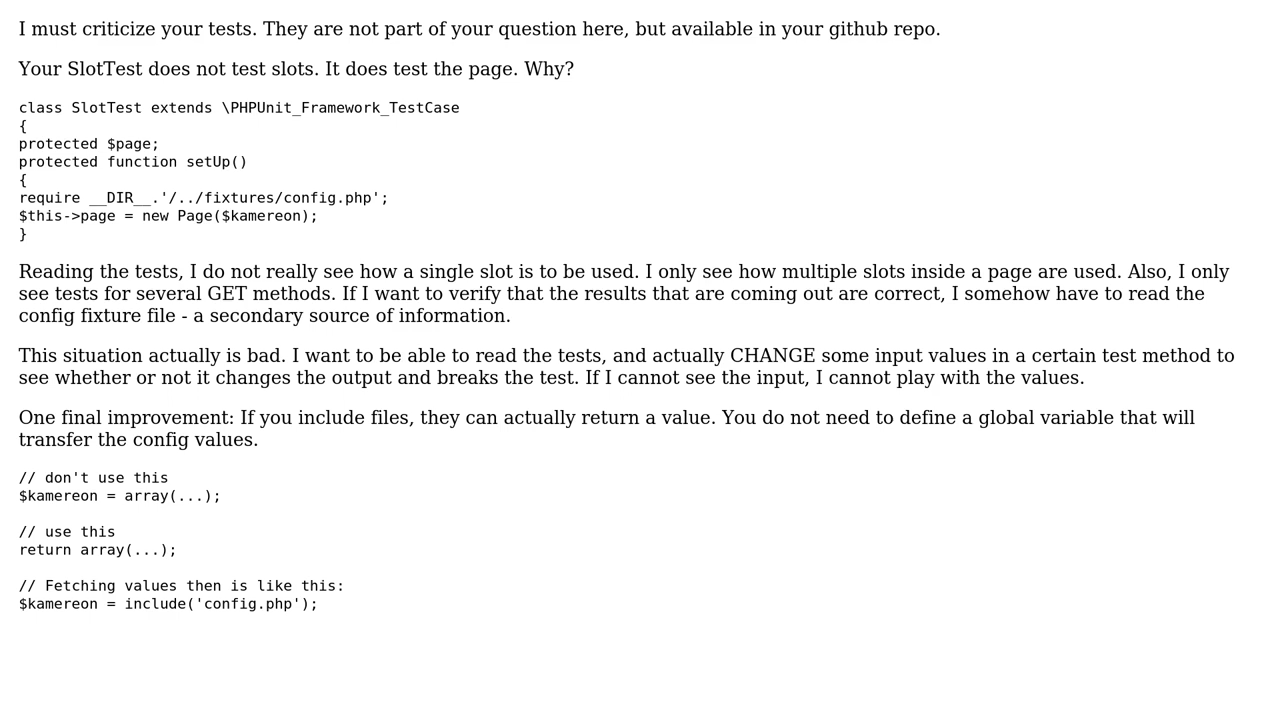 I must criticize your tests. They are not part of your question here, but available in your github repo.
Your SlotTest does not test slots. It does test the page. Why?
class SlotTest extends \PHPUnit_Framework_TestCase
{
protected $page;
protected function setUp()
{
require __DIR__.'/../fixtures/config.php';
$this->page = new Page($kamereon);
}
Reading the tests, I do not really see how a single slot is to be used. I only see how multiple slots inside a page are used. Also, I only
see tests for several GET methods. If I want to verify that the results that are coming out are correct, I somehow have to read the
config fixture file - a secondary source of information.
This situation actually is bad. I want to be able to read the tests, and actually CHANGE some input values in a certain test method to
see whether or not it changes the output and breaks the test. If I cannot see the input, I cannot play with the values.
One final improvement: If you include files, they can actually return a value. You do not need to define a global variable that will
transfer the config values.
// don't use this
$kamereon = array(...);
// use this
return array(...);
// Fetching values then is like this:
$kamereon = include('config.php');